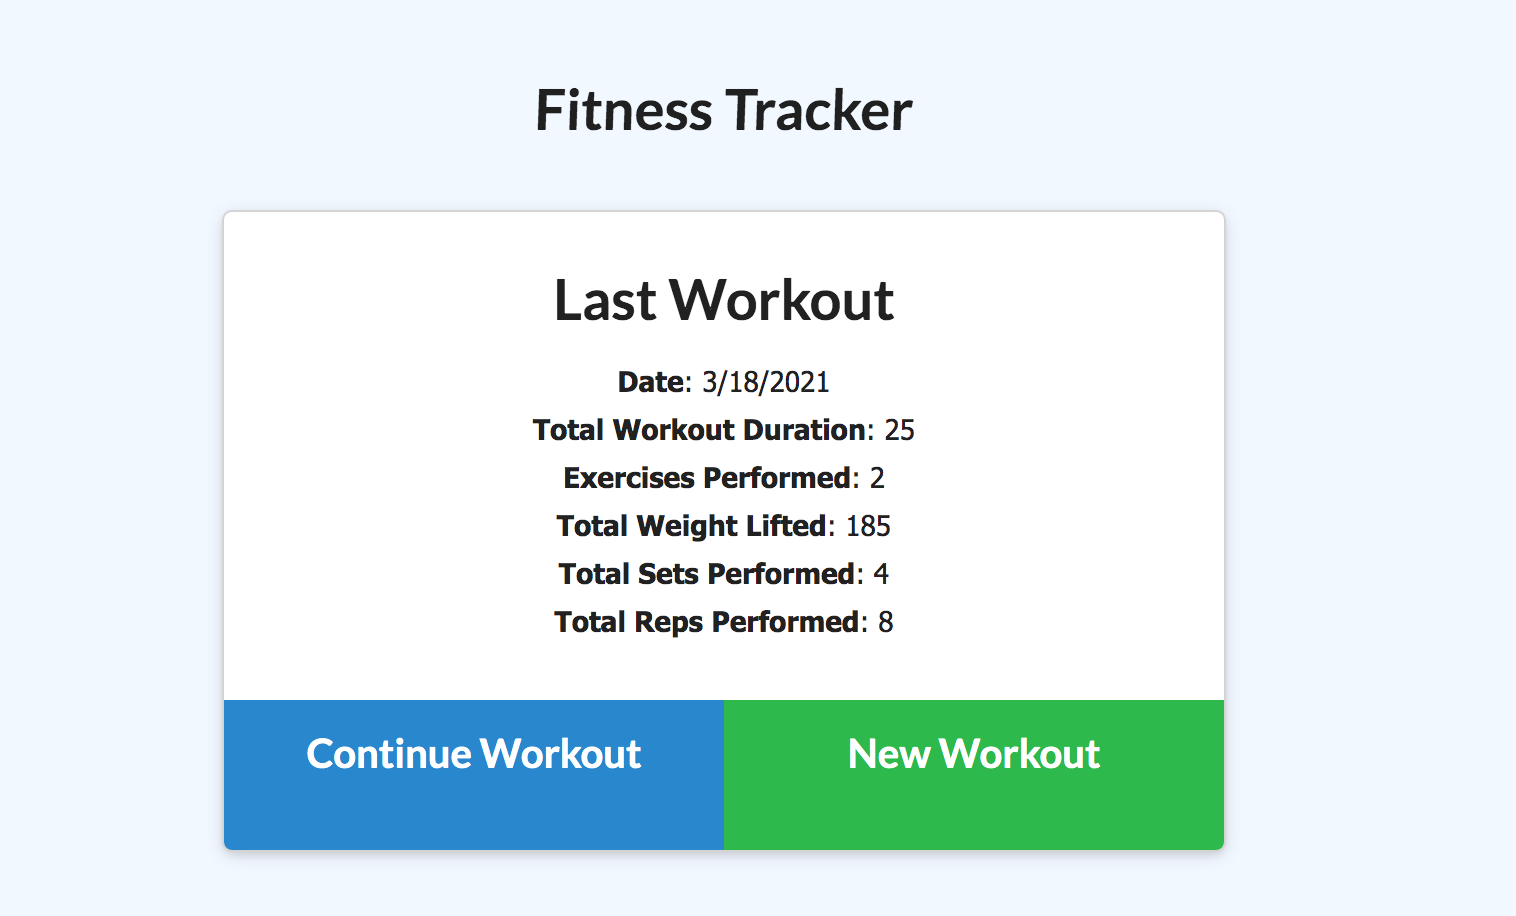 Fitness Tracker
Last Workout
Date: 3/18/2021
Total Workout Duration: 25
Exercises Performed: 2
Total Weight Lifted: 185
Total Sets Performed: 4
Total Reps Performed: 8
Continue Workout
New Workout